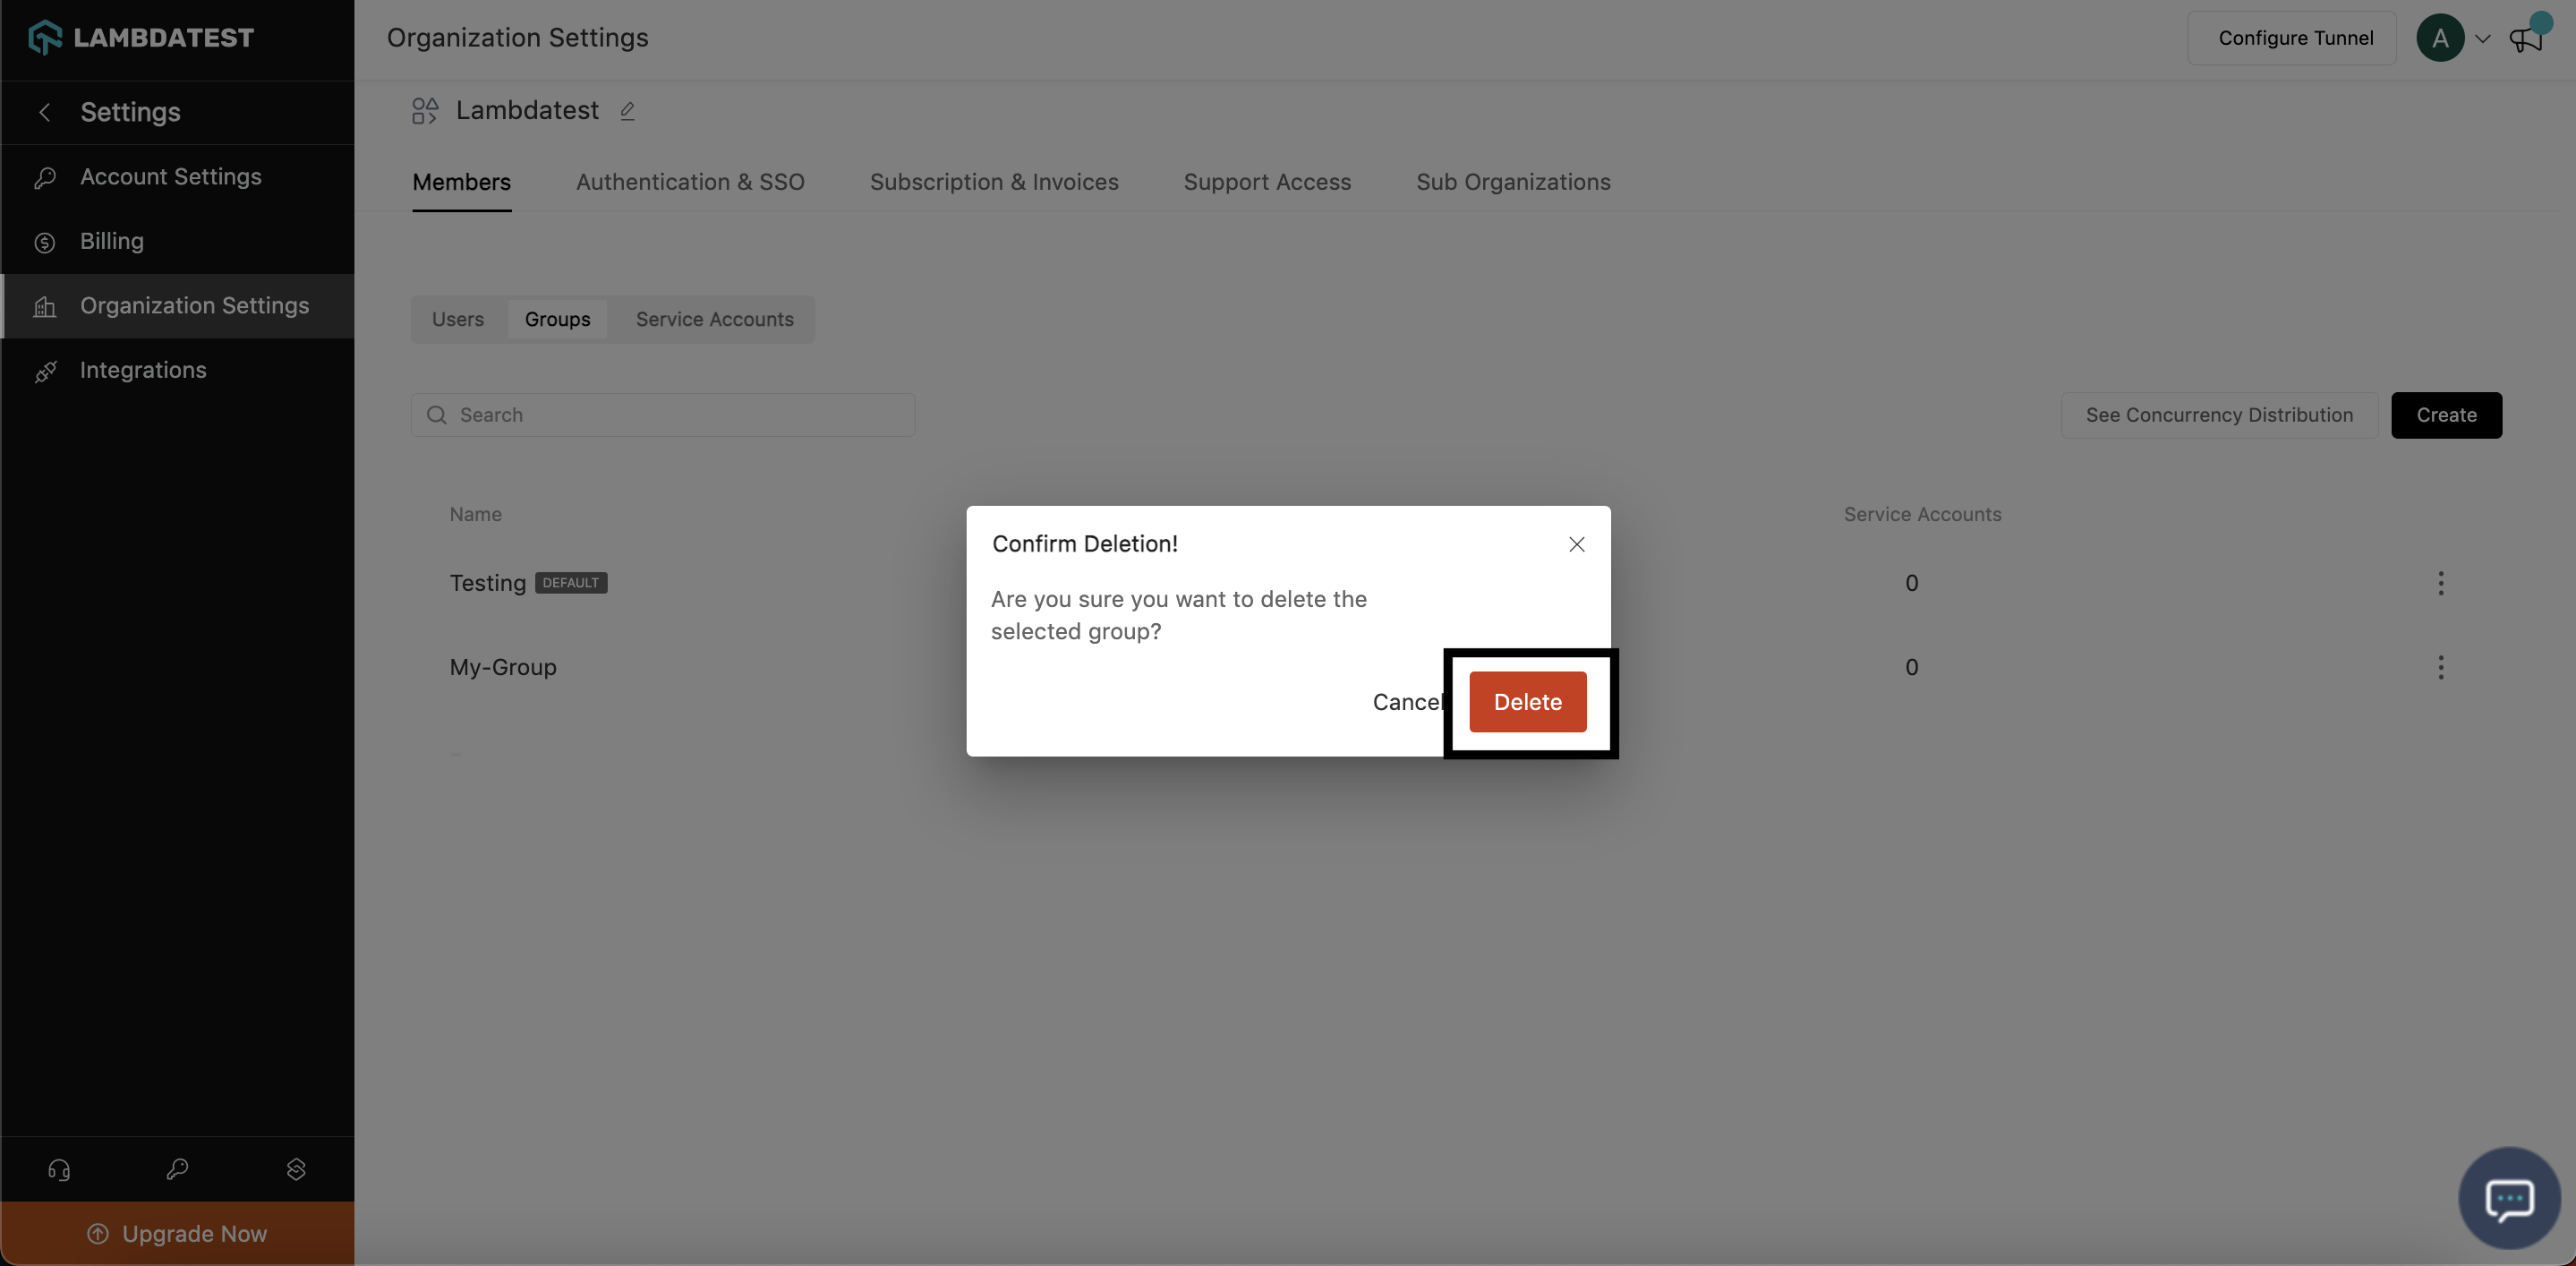 LAMBDATEST
Organization Settings
Configure Tunnel
A
Settings
Lambdatest
Account Settings
Members
Authentication & SSO
Subscription & Invoices
Support Access
Sub Organizations
Billing
Organization Settings
Users
Groups
Service Accounts
Integrations
Search
See Concurrency Distribution
Create
Name
Service Accounts
Confirm Deletion!
Testing DEFAULT
0
Are you sure you want to delete the
selected group?
My-Group
0
Cancel
Delete
Upgrade Now